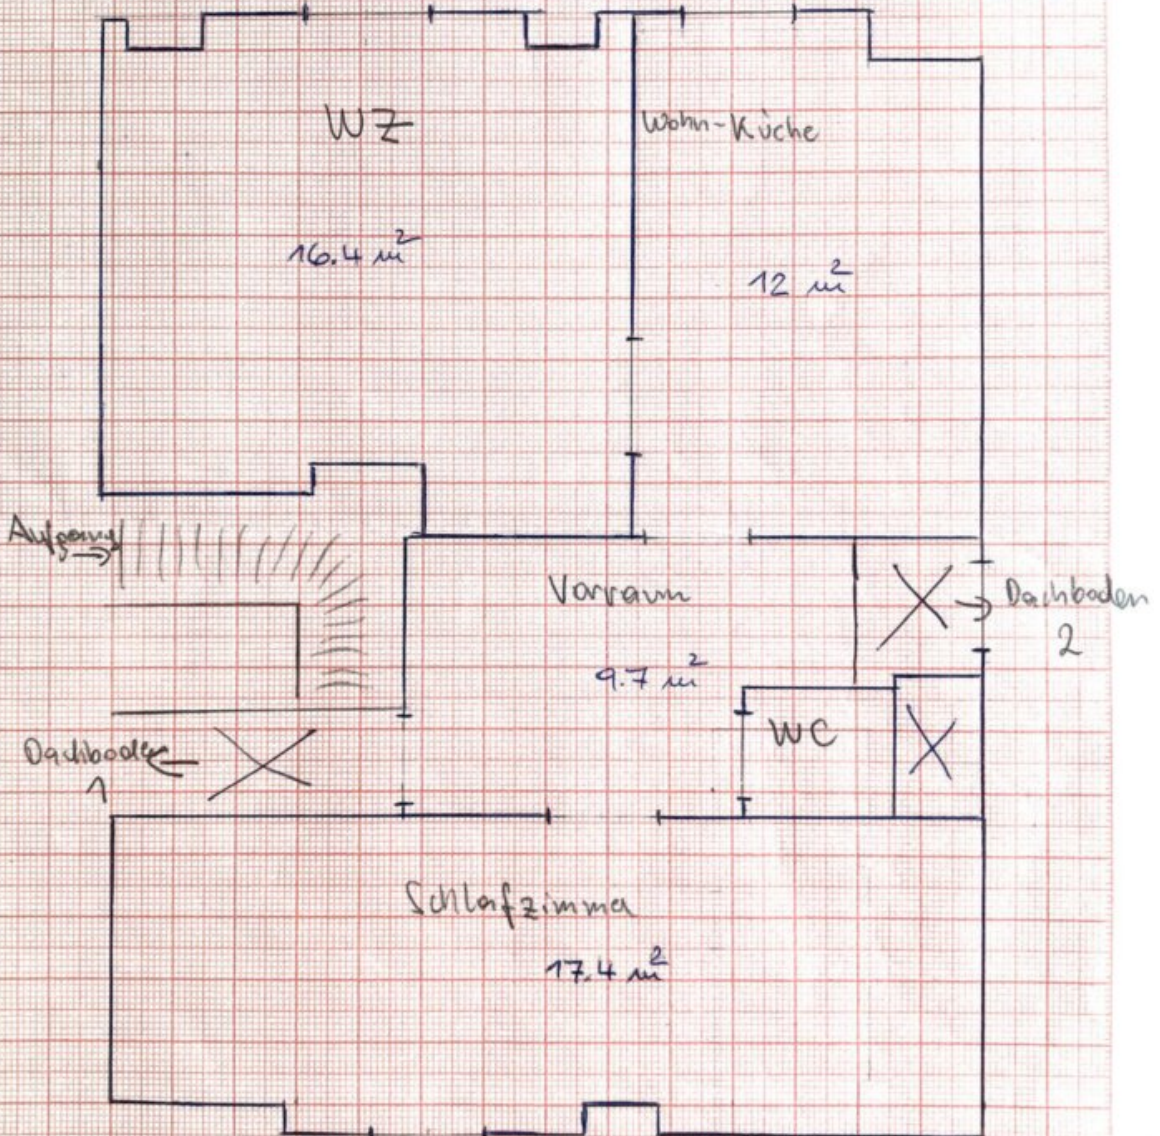 WZ
Wohn-Küche
16.4 m²
12 m²
Aufgang
Vorraum
Dachboden
2
9.7 m²
WC
Dachboden
1
Schlafzimmer
17.4 m²